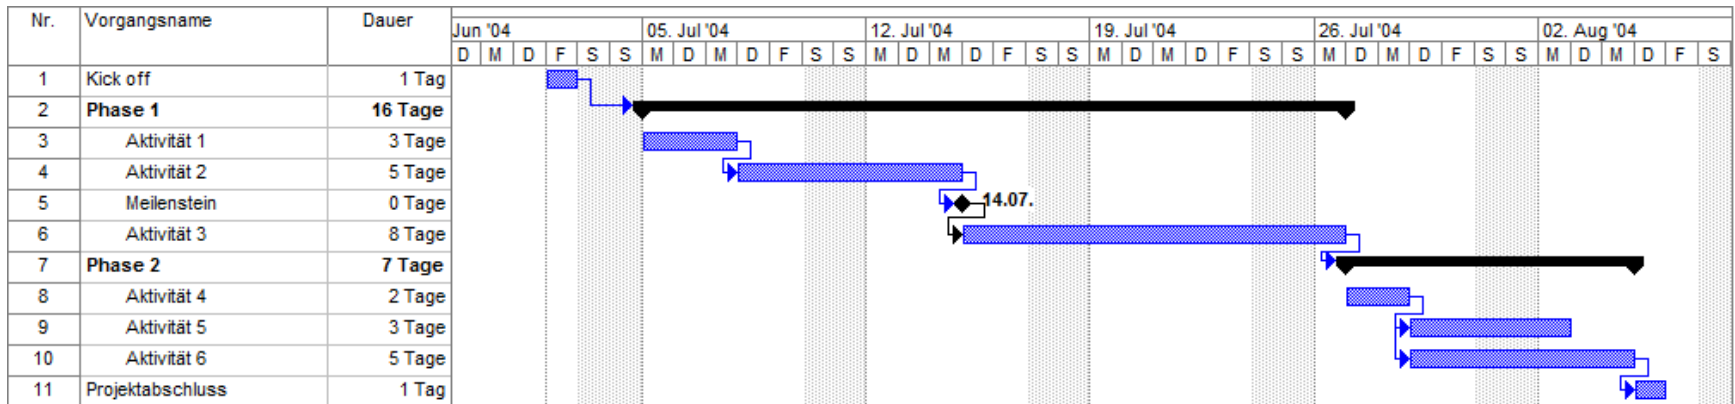 Nr. Vorgangsname Dauer
Jun '04 05. Jul '04 12. Jul '04 19. Jul '04 26. Jul '04 02. Aug '04
D M D F S S M D M D F S S M D M D F S S M D M D F S S M D M D F S S M D M D F S
1 Kick off 1 Tag
2 Phase 1 16 Tage
3 Aktivität 1 3 Tage
4 Aktivität 2 5 Tage
5 Meilenstein 0 Tage 14.07.
6 Aktivität 3 8 Tage
7 Phase 2 7 Tage
8 Aktivität 4 2 Tage
9 Aktivität 5 3 Tage
10 Aktivität 6 5 Tage
11 Projektabschluss 1 Tag